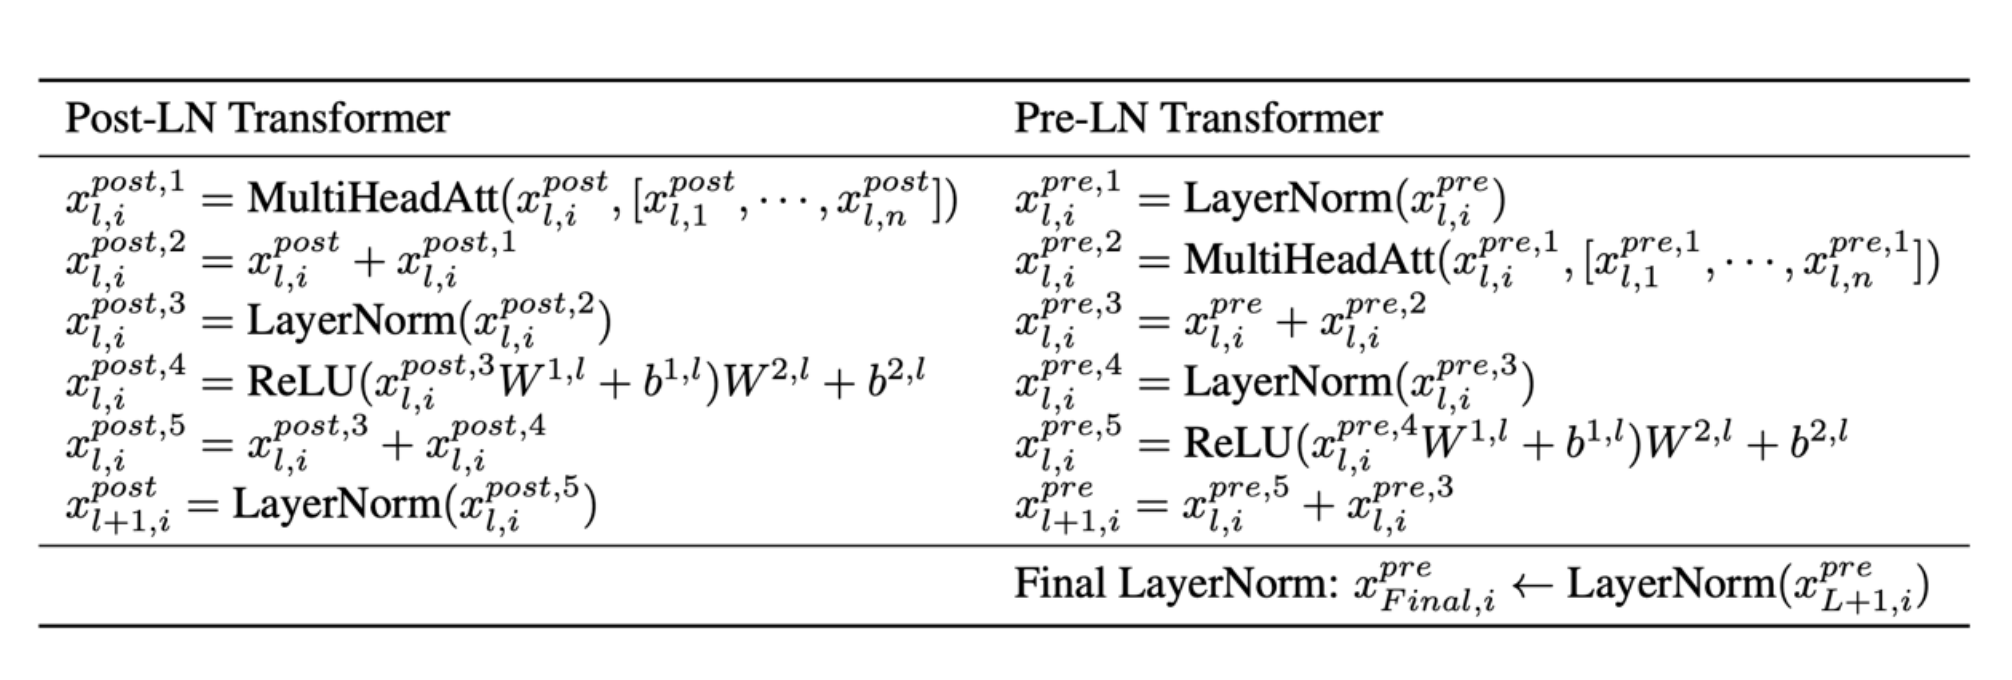 Post-LN Transformer
Pre-LN Transformer
$x_{l,i}^{post,1} = \text{MultiHeadAtt}(x_{l,i}^{post}, [x_{l,1}^{post}, \cdots, x_{l,n}^{post}])$
$x_{l,i}^{post,2} = x_{l,i}^{post} + x_{l,i}^{post,1}$
$x_{l,i}^{post,3} = \text{LayerNorm}(x_{l,i}^{post,2})$
$x_{l,i}^{post,4} = \text{ReLU}(x_{l,i}^{post,3}W^{1,l} + b^{1,l})W^{2,l} + b^{2,l}$
$x_{l,i}^{post,5} = x_{l,i}^{post,3} + x_{l,i}^{post,4}$
$x_{l+1,i}^{post} = \text{LayerNorm}(x_{l,i}^{post,5})$
$x_{l,i}^{pre,1} = \text{LayerNorm}(x_{l,i}^{pre})$
$x_{l,i}^{pre,2} = \text{MultiHeadAtt}(x_{l,i}^{pre,1}, [x_{l,1}^{pre,1}, \cdots, x_{l,n}^{pre,1}])$
$x_{l,i}^{pre,3} = x_{l,i}^{pre} + x_{l,i}^{pre,2}$
$x_{l,i}^{pre,4} = \text{LayerNorm}(x_{l,i}^{pre,3})$
$x_{l,i}^{pre,5} = \text{ReLU}(x_{l,i}^{pre,4}W^{1,l} + b^{1,l})W^{2,l} + b^{2,l}$
$x_{l+1,i}^{pre} = x_{l,i}^{pre,5} + x_{l,i}^{pre,3}$
Final LayerNorm: $x_{Final,i}^{pre} \leftarrow \text{LayerNorm}(x_{L+1,i}^{pre})$